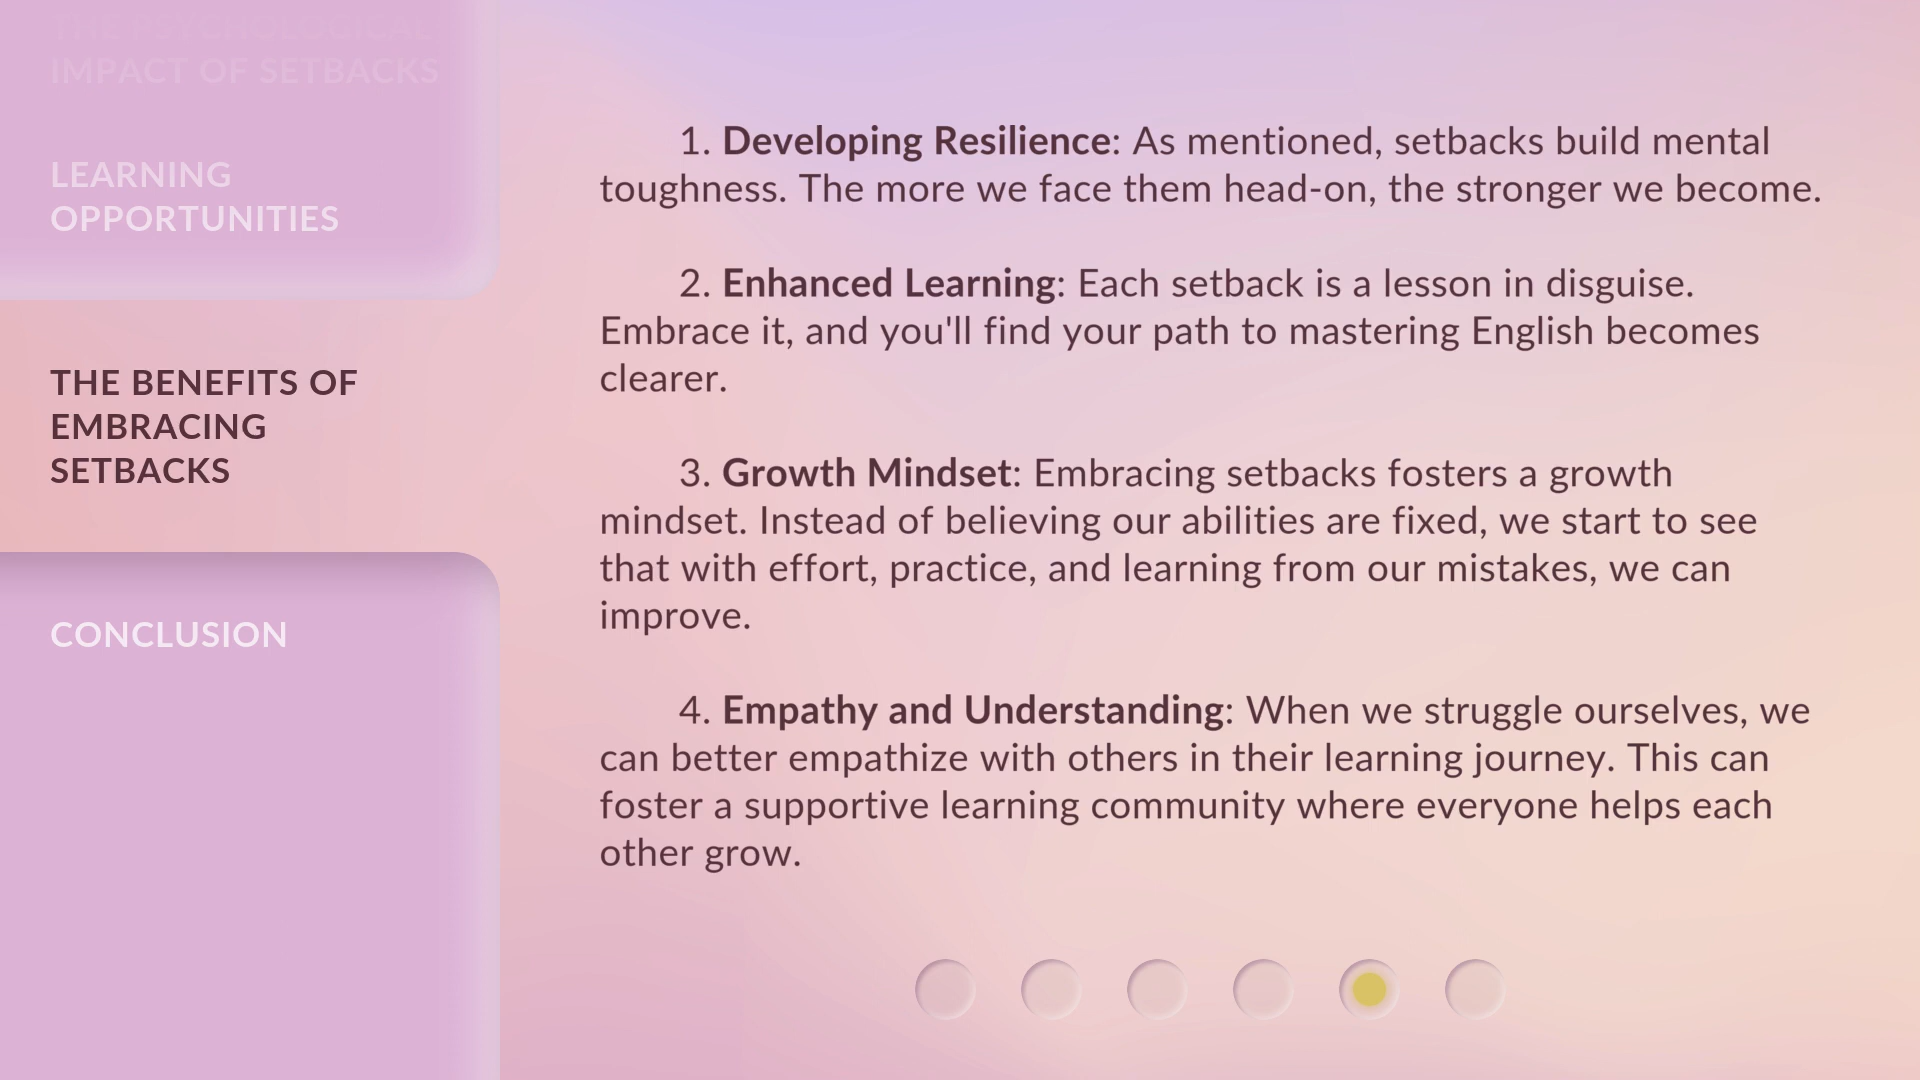 THE PSYCHOLOGICAL
IMPACT OF SETBACKS
LEARNING
OPPORTUNITIES
THE BENEFITS OF
EMBRACING
SETBACKS
CONCLUSION
1. Developing Resilience: As mentioned, setbacks build mental
toughness. The more we face them head-on, the stronger we become.
2. Enhanced Learning: Each setback is a lesson in disguise.
Embrace it, and you'll find your path to mastering English becomes
clearer.
3. Growth Mindset: Embracing setbacks fosters a growth
mindset. Instead of believing our abilities are fixed, we start to see
that with effort, practice, and learning from our mistakes, we can
improve.
4. Empathy and Understanding: When we struggle ourselves, we
can better empathize with others in their learning journey. This can
foster a supportive learning community where everyone helps each
other grow.